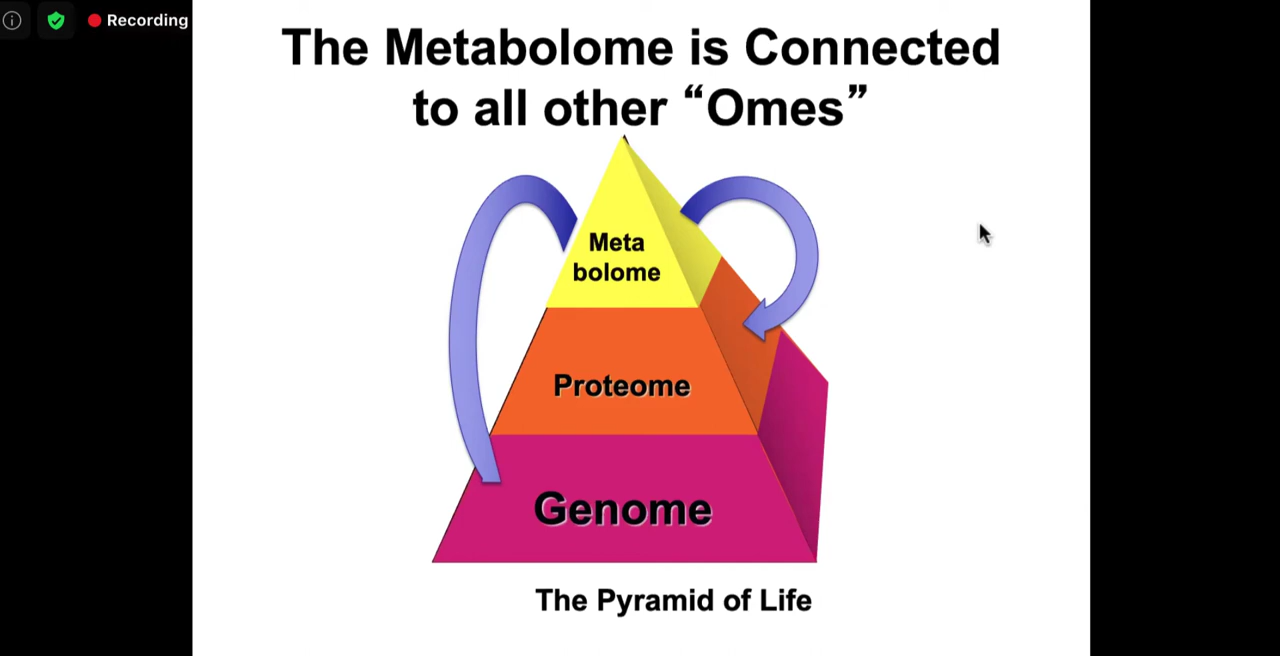 Recording
The Metabolome is Connected
to all other “Omes”
Meta
bolome
Proteome
Genome
The Pyramid of Life